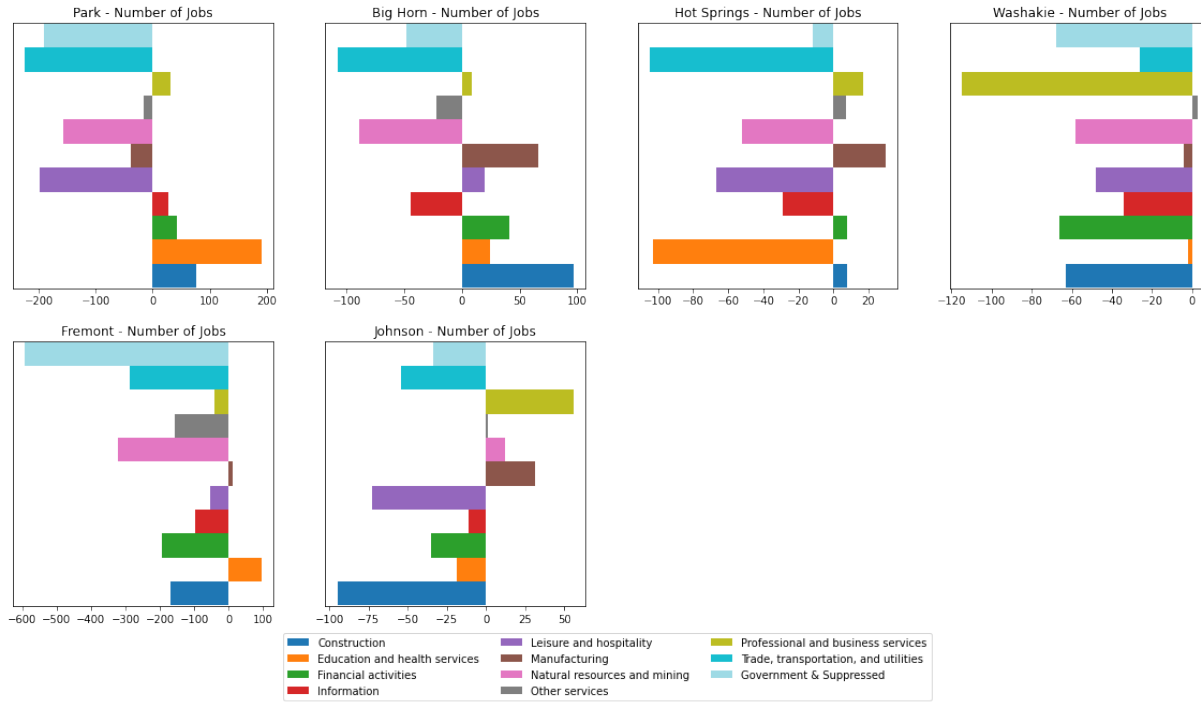 Park - Number of Jobs
Big Horn - Number of Jobs
Hot Springs - Number of Jobs
Washakie - Number of Jobs
−200 −100 0 100 200
−100 −50 0 50 100
−100 −80 −60 −40 −20 0 20
−120 −100 −80 −60 −40 −20 0
Fremont - Number of Jobs
Johnson - Number of Jobs
−600 −500 −400 −300 −200 −100 0 100
−100 −75 −50 −25 0 25 50
Construction
Education and health services
Financial activities
Information
Leisure and hospitality
Manufacturing
Natural resources and mining
Other services
Professional and business services
Trade, transportation, and utilities
Government & Suppressed